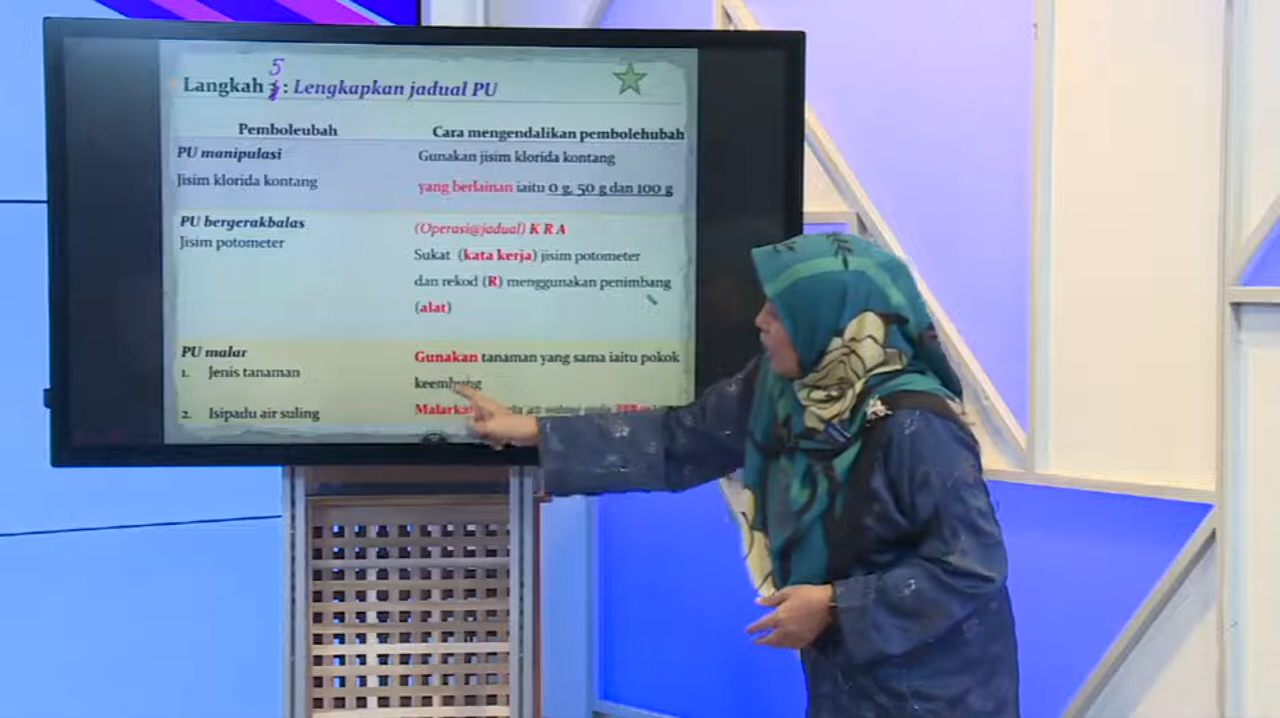 Langkah 5 : Lengkapkan jadual PU
Pemboleubah
Cara mengendalikan pembolehubah
PU manipulasi
Jisim klorida kontang
Gunakan jisim klorida kontang
yang berlainan iaitu 0 g, 50 g dan 100 g
PU bergerakbalas
Jisim potometer
(Operasi@jadual) K R A
Sukat (kata kerja) jisim potometer
dan rekod (R) menggunakan penimbang
(alat)
PU malar
1. Jenis tanaman
2. Isipadu air suling
Gunakan tanaman yang sama iaitu pokok
keembung